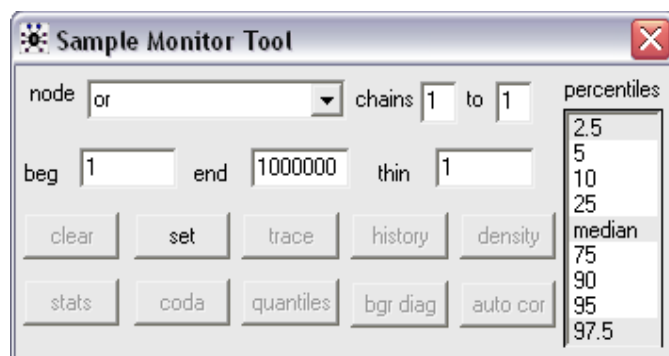 Sample Monitor Tool
node or chains 1 to 1 percentiles
beg 1 end 1000000 thin 1
clear set trace history density
stats coda quantiles bgr diag auto cor
2.5
5
10
25
median
75
90
95
97.5